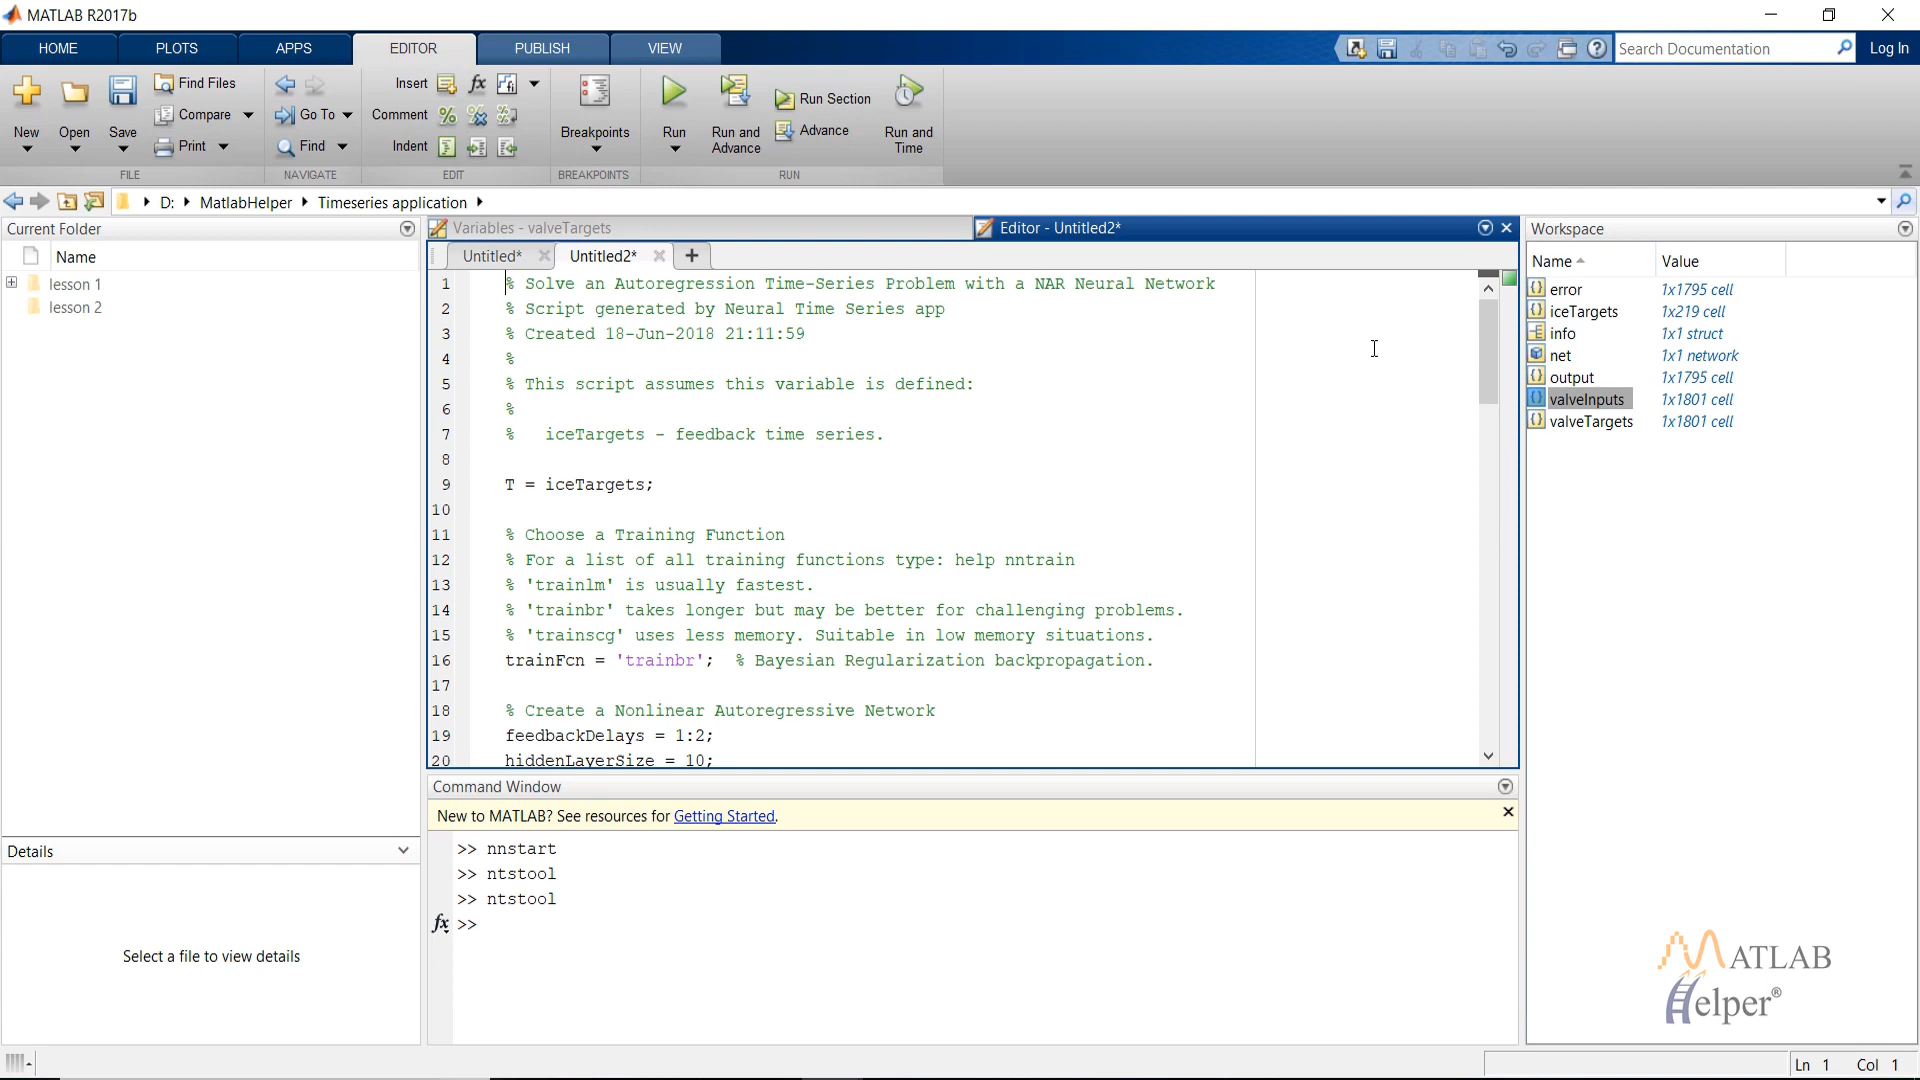 MATLAB R2017b
HOME PLOTS APPS EDITOR PUBLISH VIEW
Search Documentation Log In
New Open Save
Find Files
Compare
Print
Go To
Find
Insert
Comment
Indent
Breakpoints
Run
Run and Advance
Run Section
Advance
Run and Time
FILE NAVIGATE EDIT BREAKPOINTS RUN
D: MatlabHelper Timeseries application
Current Folder
Name
lesson 1
lesson 2
Details
Select a file to view details
Variables - valveTargets
Editor - Untitled2*
Untitled* Untitled2*
1 % Solve an Autoregression Time-Series Problem with a NAR Neural Network
2 % Script generated by Neural Time Series app
3 % Created 18-Jun-2018 21:11:59
4 %
5 % This script assumes this variable is defined:
6 %
7 % iceTargets - feedback time series.
8
9 T = iceTargets;
10
11 % Choose a Training Function
12 % For a list of all training functions type: help nntrain
13 % 'trainlm' is usually fastest.
14 % 'trainbr' takes longer but may be better for challenging problems.
15 % 'trainscg' uses less memory. Suitable in low memory situations.
16 trainFcn = 'trainbr'; % Bayesian Regularization backpropagation.
17
18 % Create a Nonlinear Autoregressive Network
19 feedbackDelays = 1:2;
20 hiddenLayerSize = 10;
Command Window
New to MATLAB? See resources for Getting Started.
>> nnstart
>> ntstool
>> ntstool
fx >>
Workspace
Name Value
error 1x1795 cell
iceTargets 1x219 cell
info 1x1 struct
net 1x1 network
output 1x1795 cell
valveInputs 1x1801 cell
valveTargets 1x1801 cell
MATLAB
Helper®
Ln 1 Col 1